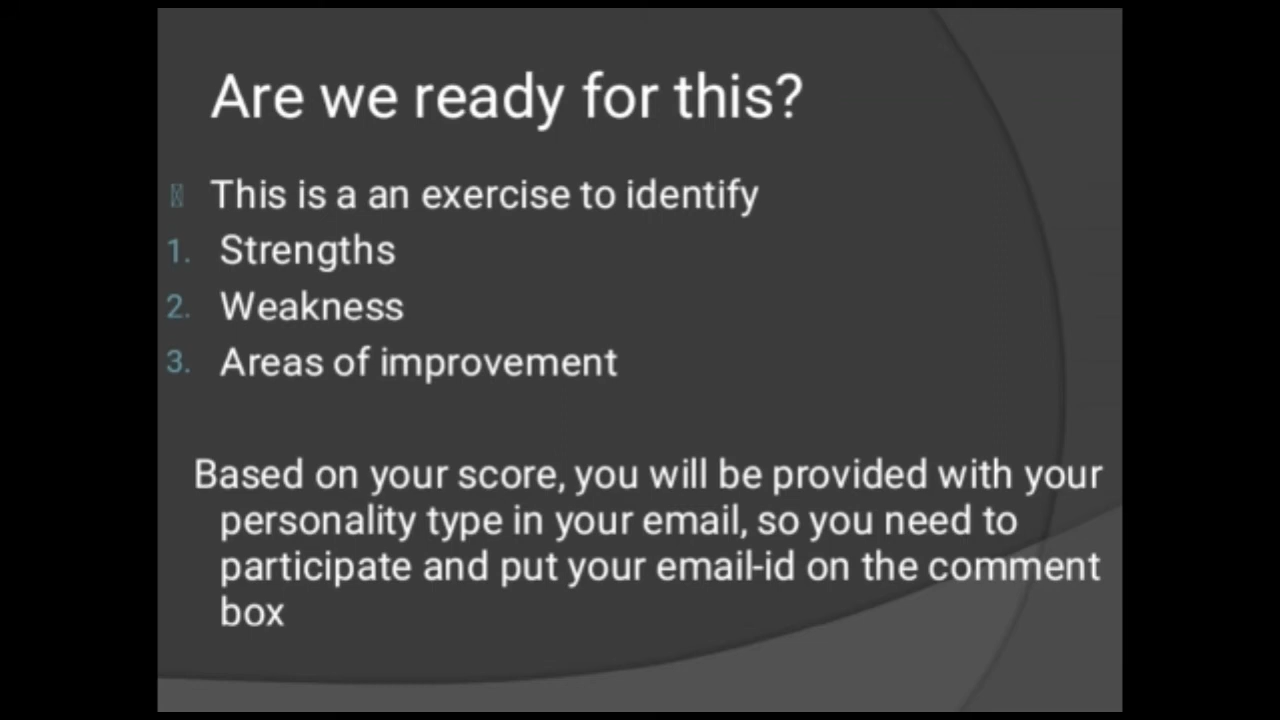 Are we ready for this?
This is a an exercise to identify
1. Strengths
2. Weakness
3. Areas of improvement
Based on your score, you will be provided with your
personality type in your email, so you need to
participate and put your email-id on the comment
box